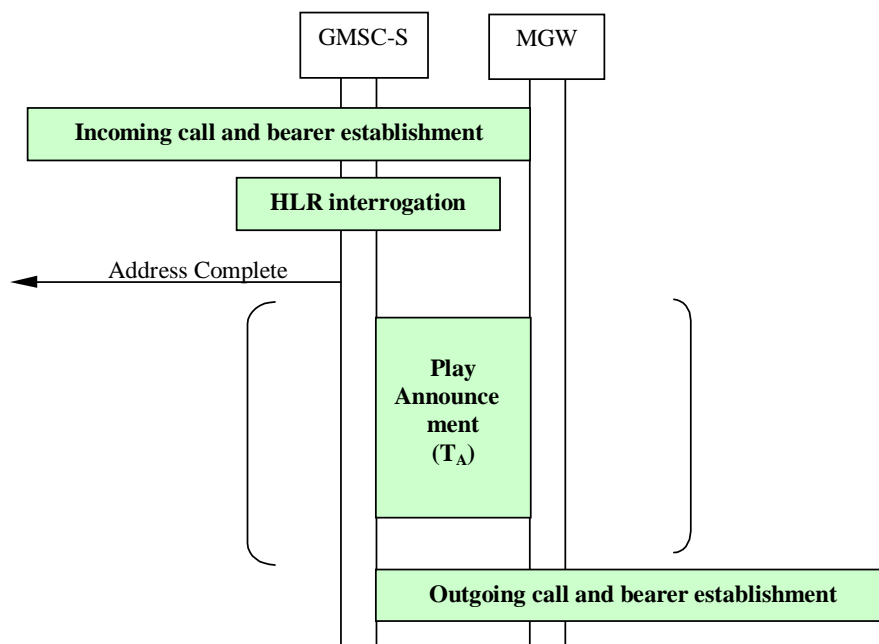 GMSC-S
MGW
Incoming call and bearer establishment
HLR interrogation
Address Complete
Play
Announce
ment
(TA)
Outgoing call and bearer establishment